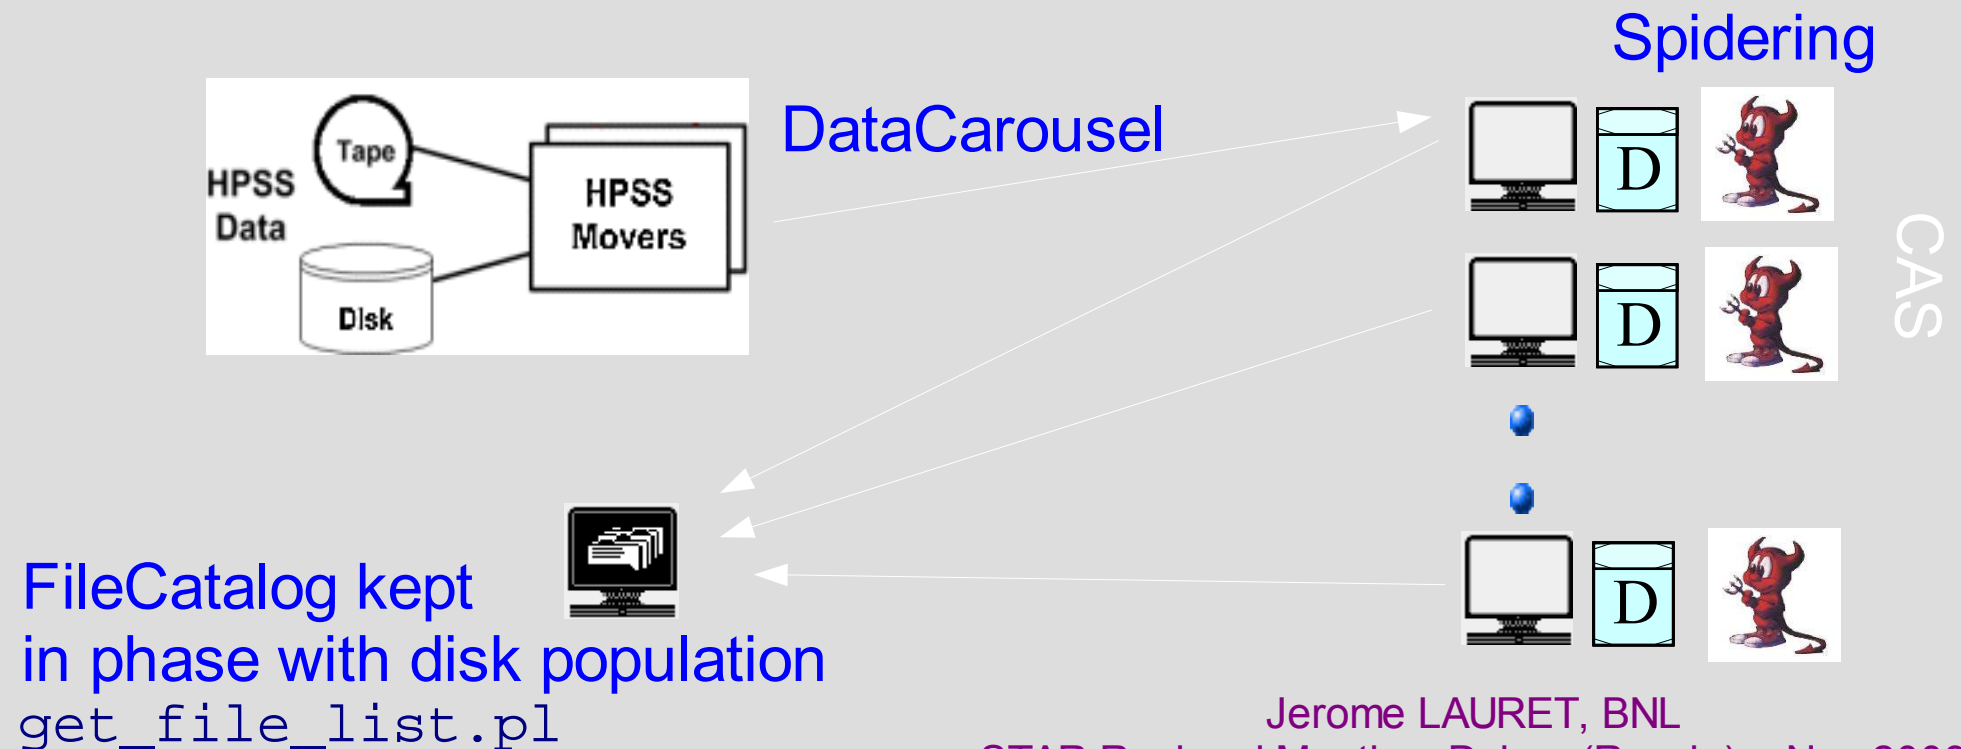 Spidering
DataCarousel
Tape
HPSS
Data
HPSS
Movers
Disk
D
D
D
CAS
FileCatalog kept
in phase with disk population
get_file_list.pl
Jerome LAURET, BNL